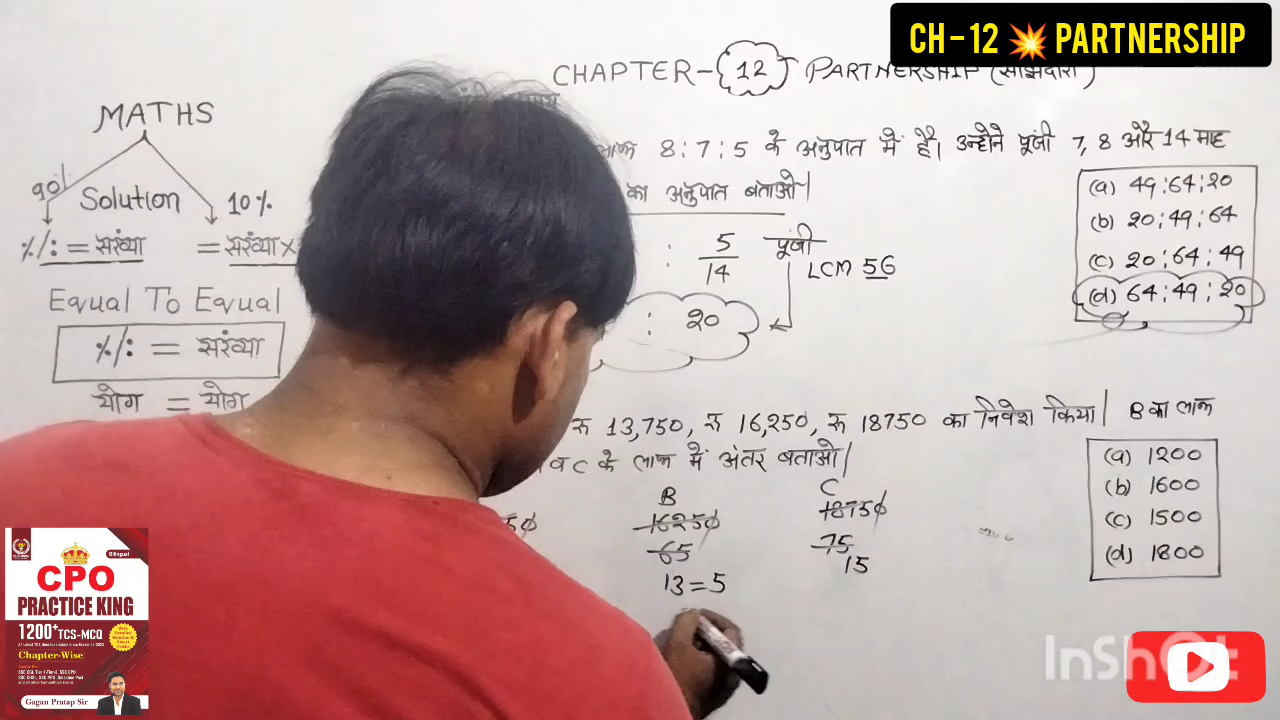 CH - 12 💥 PARTNERSHIP
CHAPTER - 12 PARTNERSHIP (साझेदारी)
MATHS
90%
Solution
10%
%/: = संख्या
= संख्या ×
Equal To Equal
%/: = संख्या
योग = योग
लाभ 8 : 7 : 5 के अनुपात में है। उन्होने पूंजी 7, 8 और 14 माह
का अनुपात बताओ।
(a) 49 : 64 : 20
(b) 20 : 49 : 64
(c) 20 : 64 : 49
(d) 64 : 49 : 20
: 5/14 पूंजी
LCM 56
: 20
रू 13,750, रू 16,250, रू 18750 का निवेश किया। B का लाभ
व C के लाभ में अंतर बताओ।
(a) 1200
(b) 1600
(c) 1500
(d) 1800
B C
50 16250 18750
65 75
13 = 5 15
Bilingual
CPO
PRACTICE KING
1200+ TCS-MCQ
Chapter-Wise
Gagan Pratap Sir
InShot